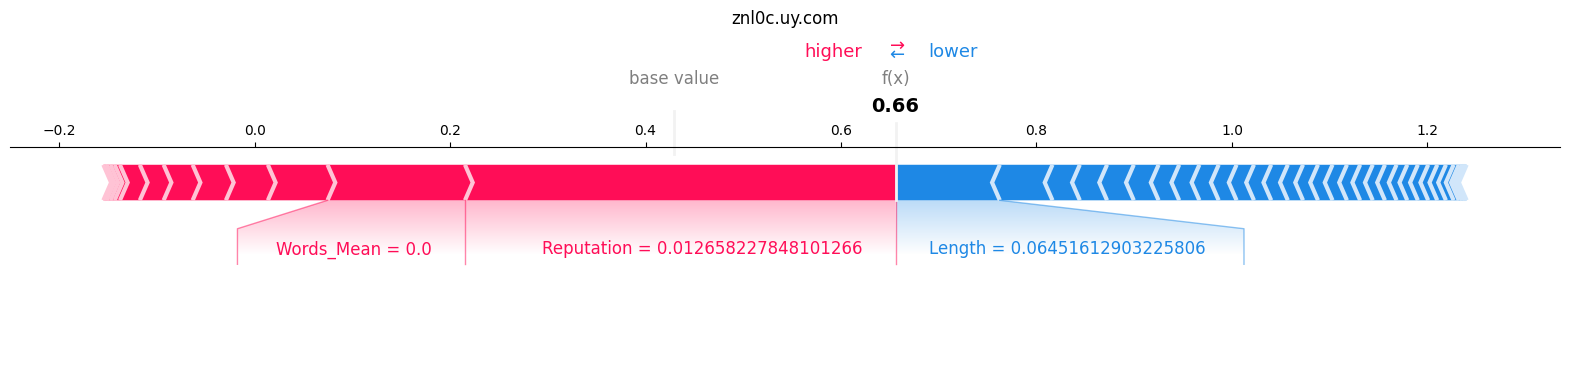 znl0c.uy.com
higher ⇄ lower
base value f(x)
0.66
−0.2 0.0 0.2 0.4 0.6 0.8 1.0 1.2
Words_Mean = 0.0 Reputation = 0.012658227848101266 Length = 0.06451612903225806